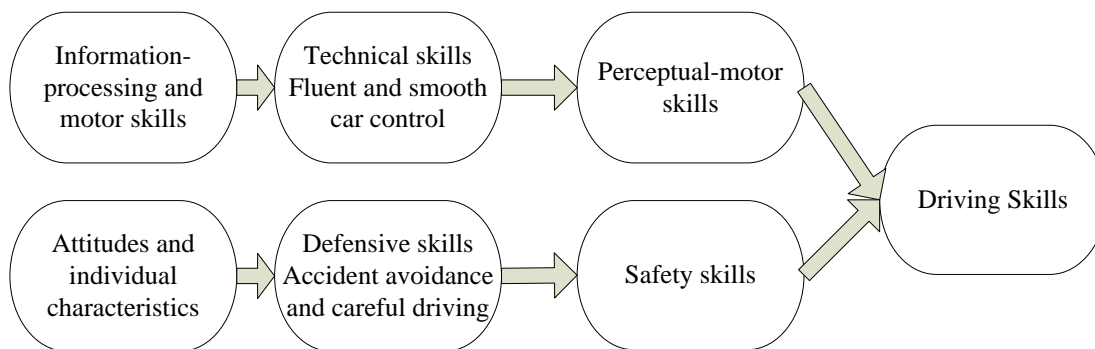 Information-
processing and
motor skills
Technical skills
Fluent and smooth
car control
Perceptual-motor
skills
Driving Skills
Attitudes and
individual
characteristics
Defensive skills
Accident avoidance
and careful driving
Safety skills